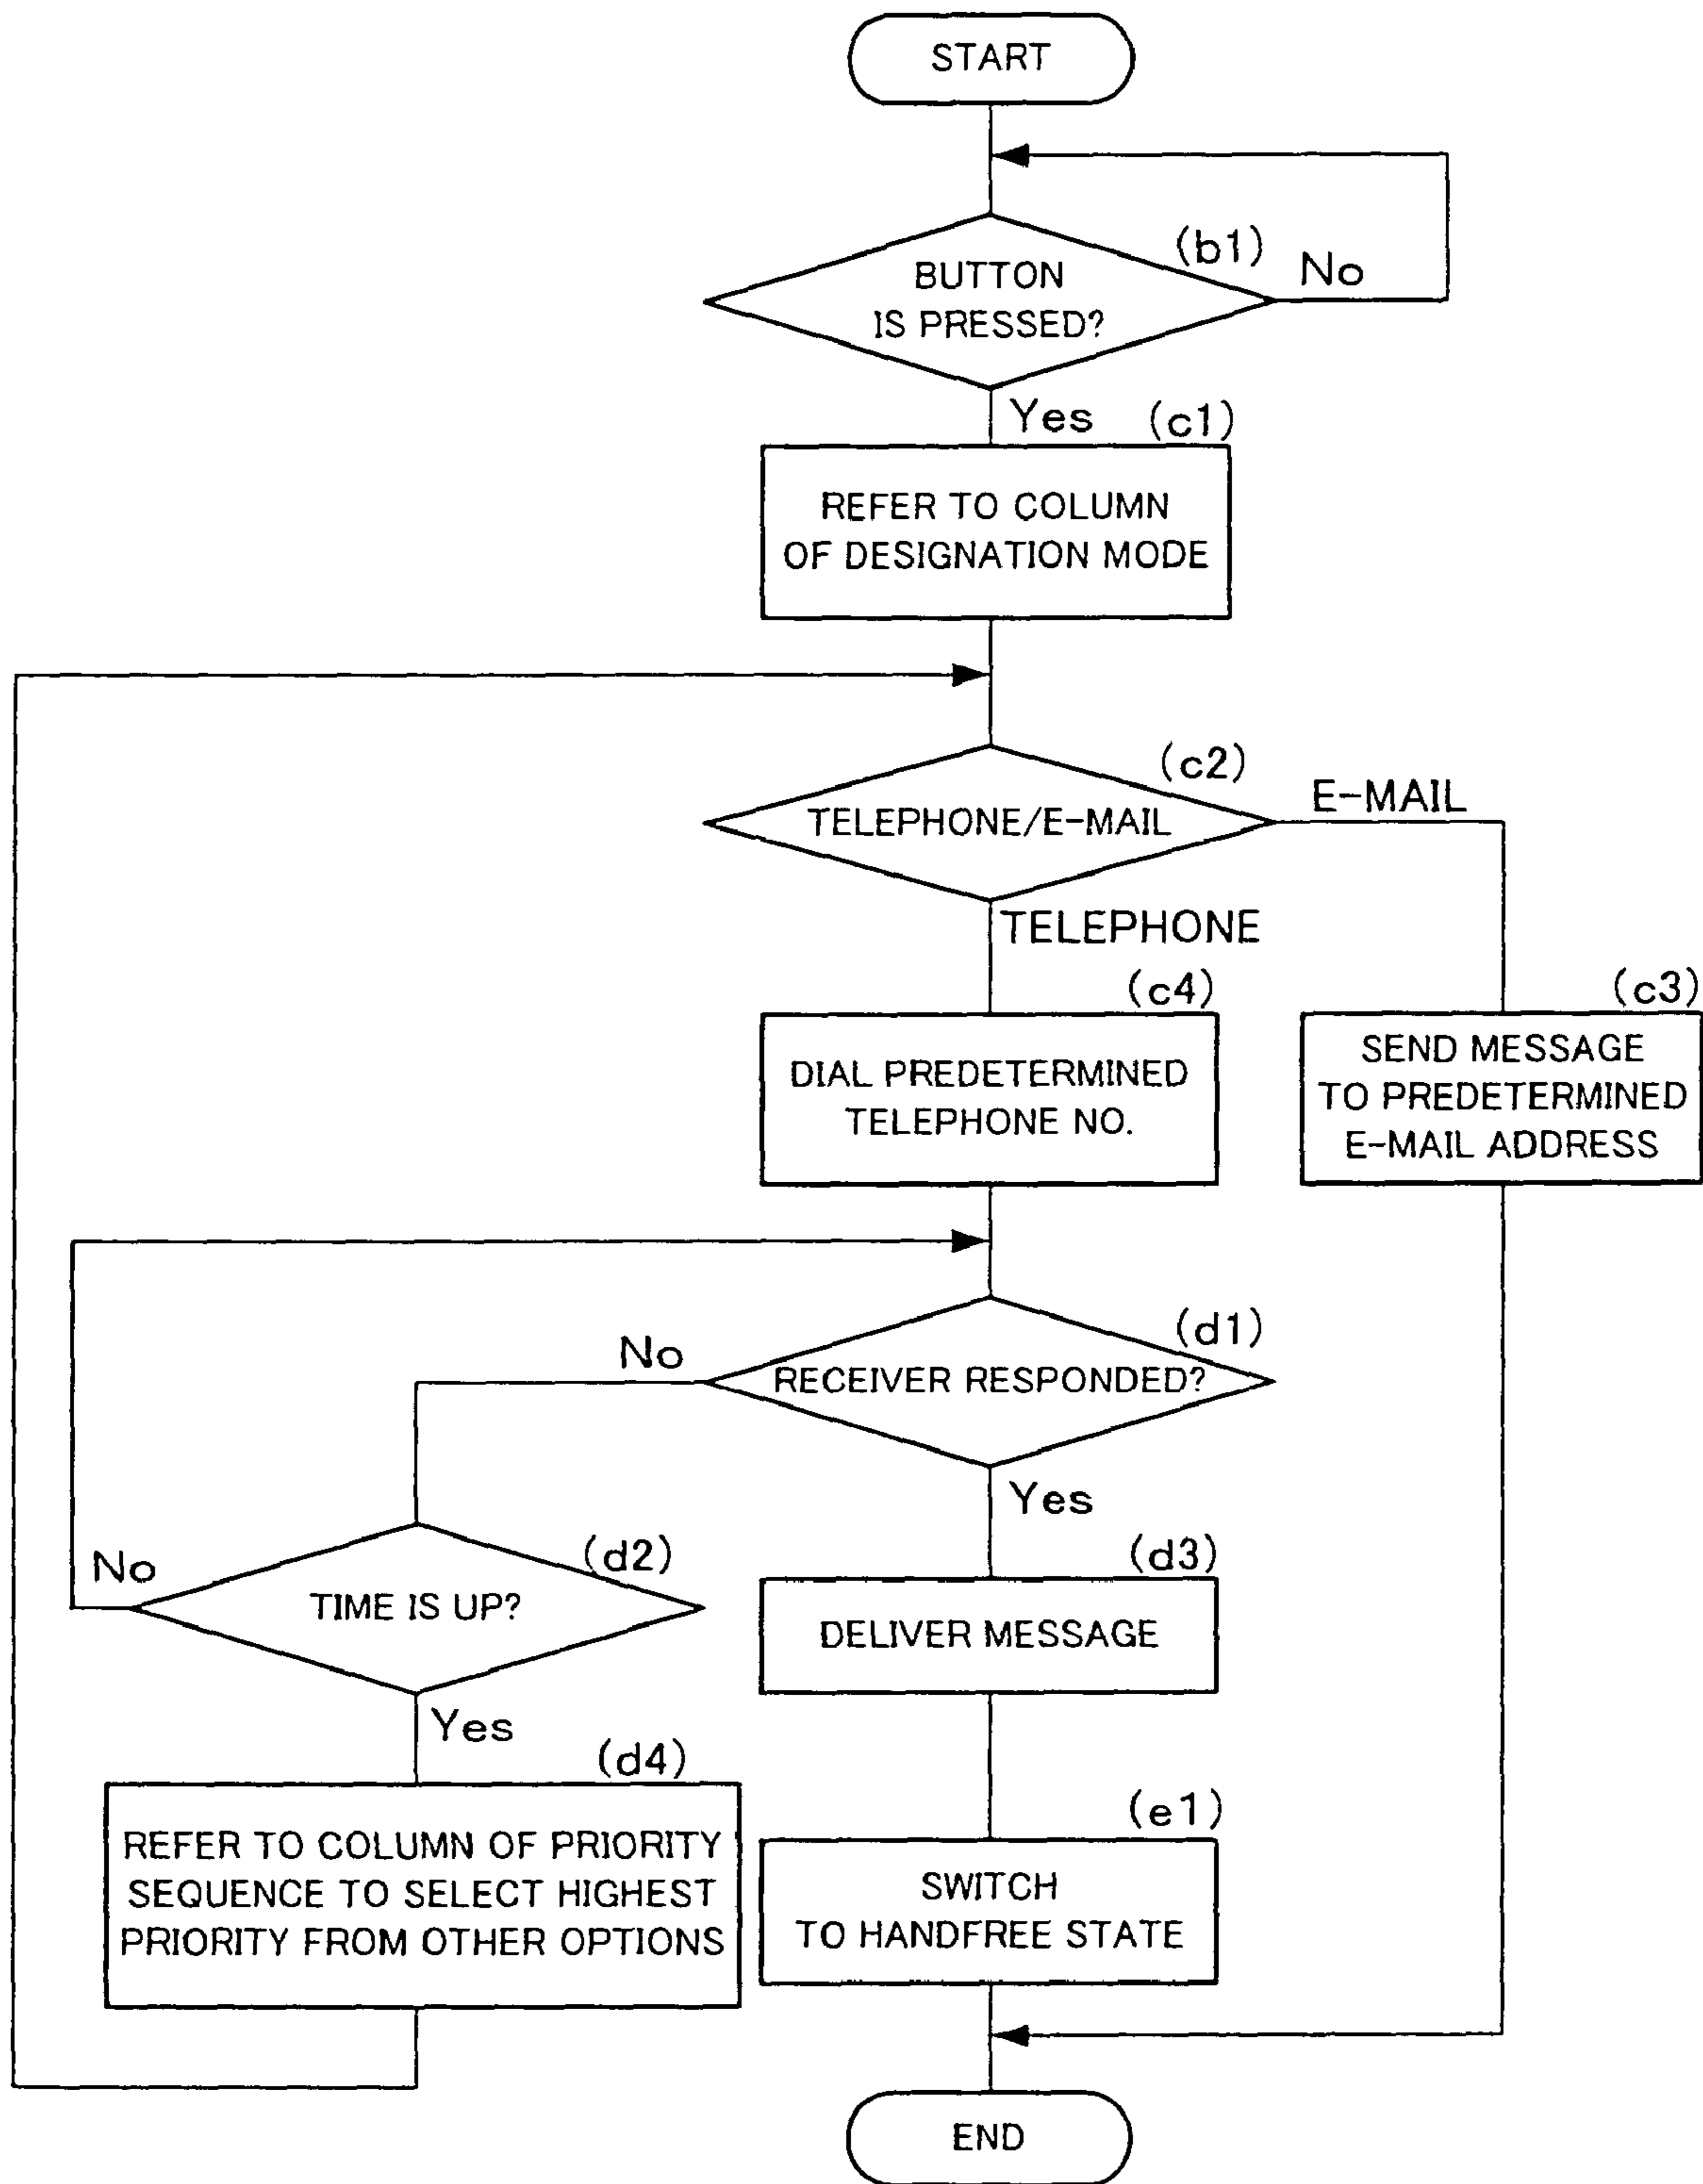 START
(b1)
BUTTON
IS PRESSED?
No
Yes
(c1)
REFER TO COLUMN
OF DESIGNATION MODE
(c2)
TELEPHONE/E-MAIL
E-MAIL
TELEPHONE
(c4)
DIAL PREDETERMINED
TELEPHONE NO.
(c3)
SEND MESSAGE
TO PREDETERMINED
E-MAIL ADDRESS
(d1)
RECEIVER RESPONDED?
No
Yes
(d2)
TIME IS UP?
No
Yes
(d3)
DELIVER MESSAGE
(d4)
REFER TO COLUMN OF PRIORITY
SEQUENCE TO SELECT HIGHEST
PRIORITY FROM OTHER OPTIONS
(e1)
SWITCH
TO HANDFREE STATE
END